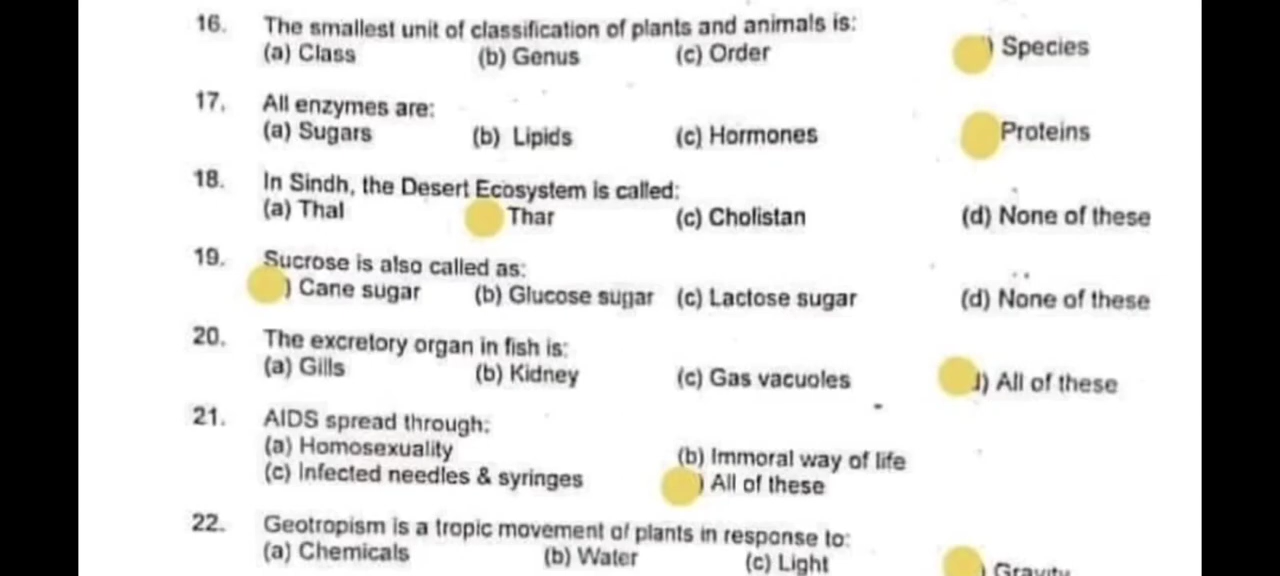 16. The smallest unit of classification of plants and animals is:
(a) Class (b) Genus (c) Order ) Species
17. All enzymes are:
(a) Sugars (b) Lipids (c) Hormones Proteins
18. In Sindh, the Desert Ecosystem is called:
(a) Thal Thar (c) Cholistan (d) None of these
19. Sucrose is also called as:
) Cane sugar (b) Glucose sugar (c) Lactose sugar (d) None of these
20. The excretory organ in fish is:
(a) Gills (b) Kidney (c) Gas vacuoles ) All of these
21. AIDS spread through:
(a) Homosexuality (b) Immoral way of life
(c) Infected needles & syringes ) All of these
22. Geotropism is a tropic movement of plants in response to:
(a) Chemicals (b) Water (c) Light ) Gravity